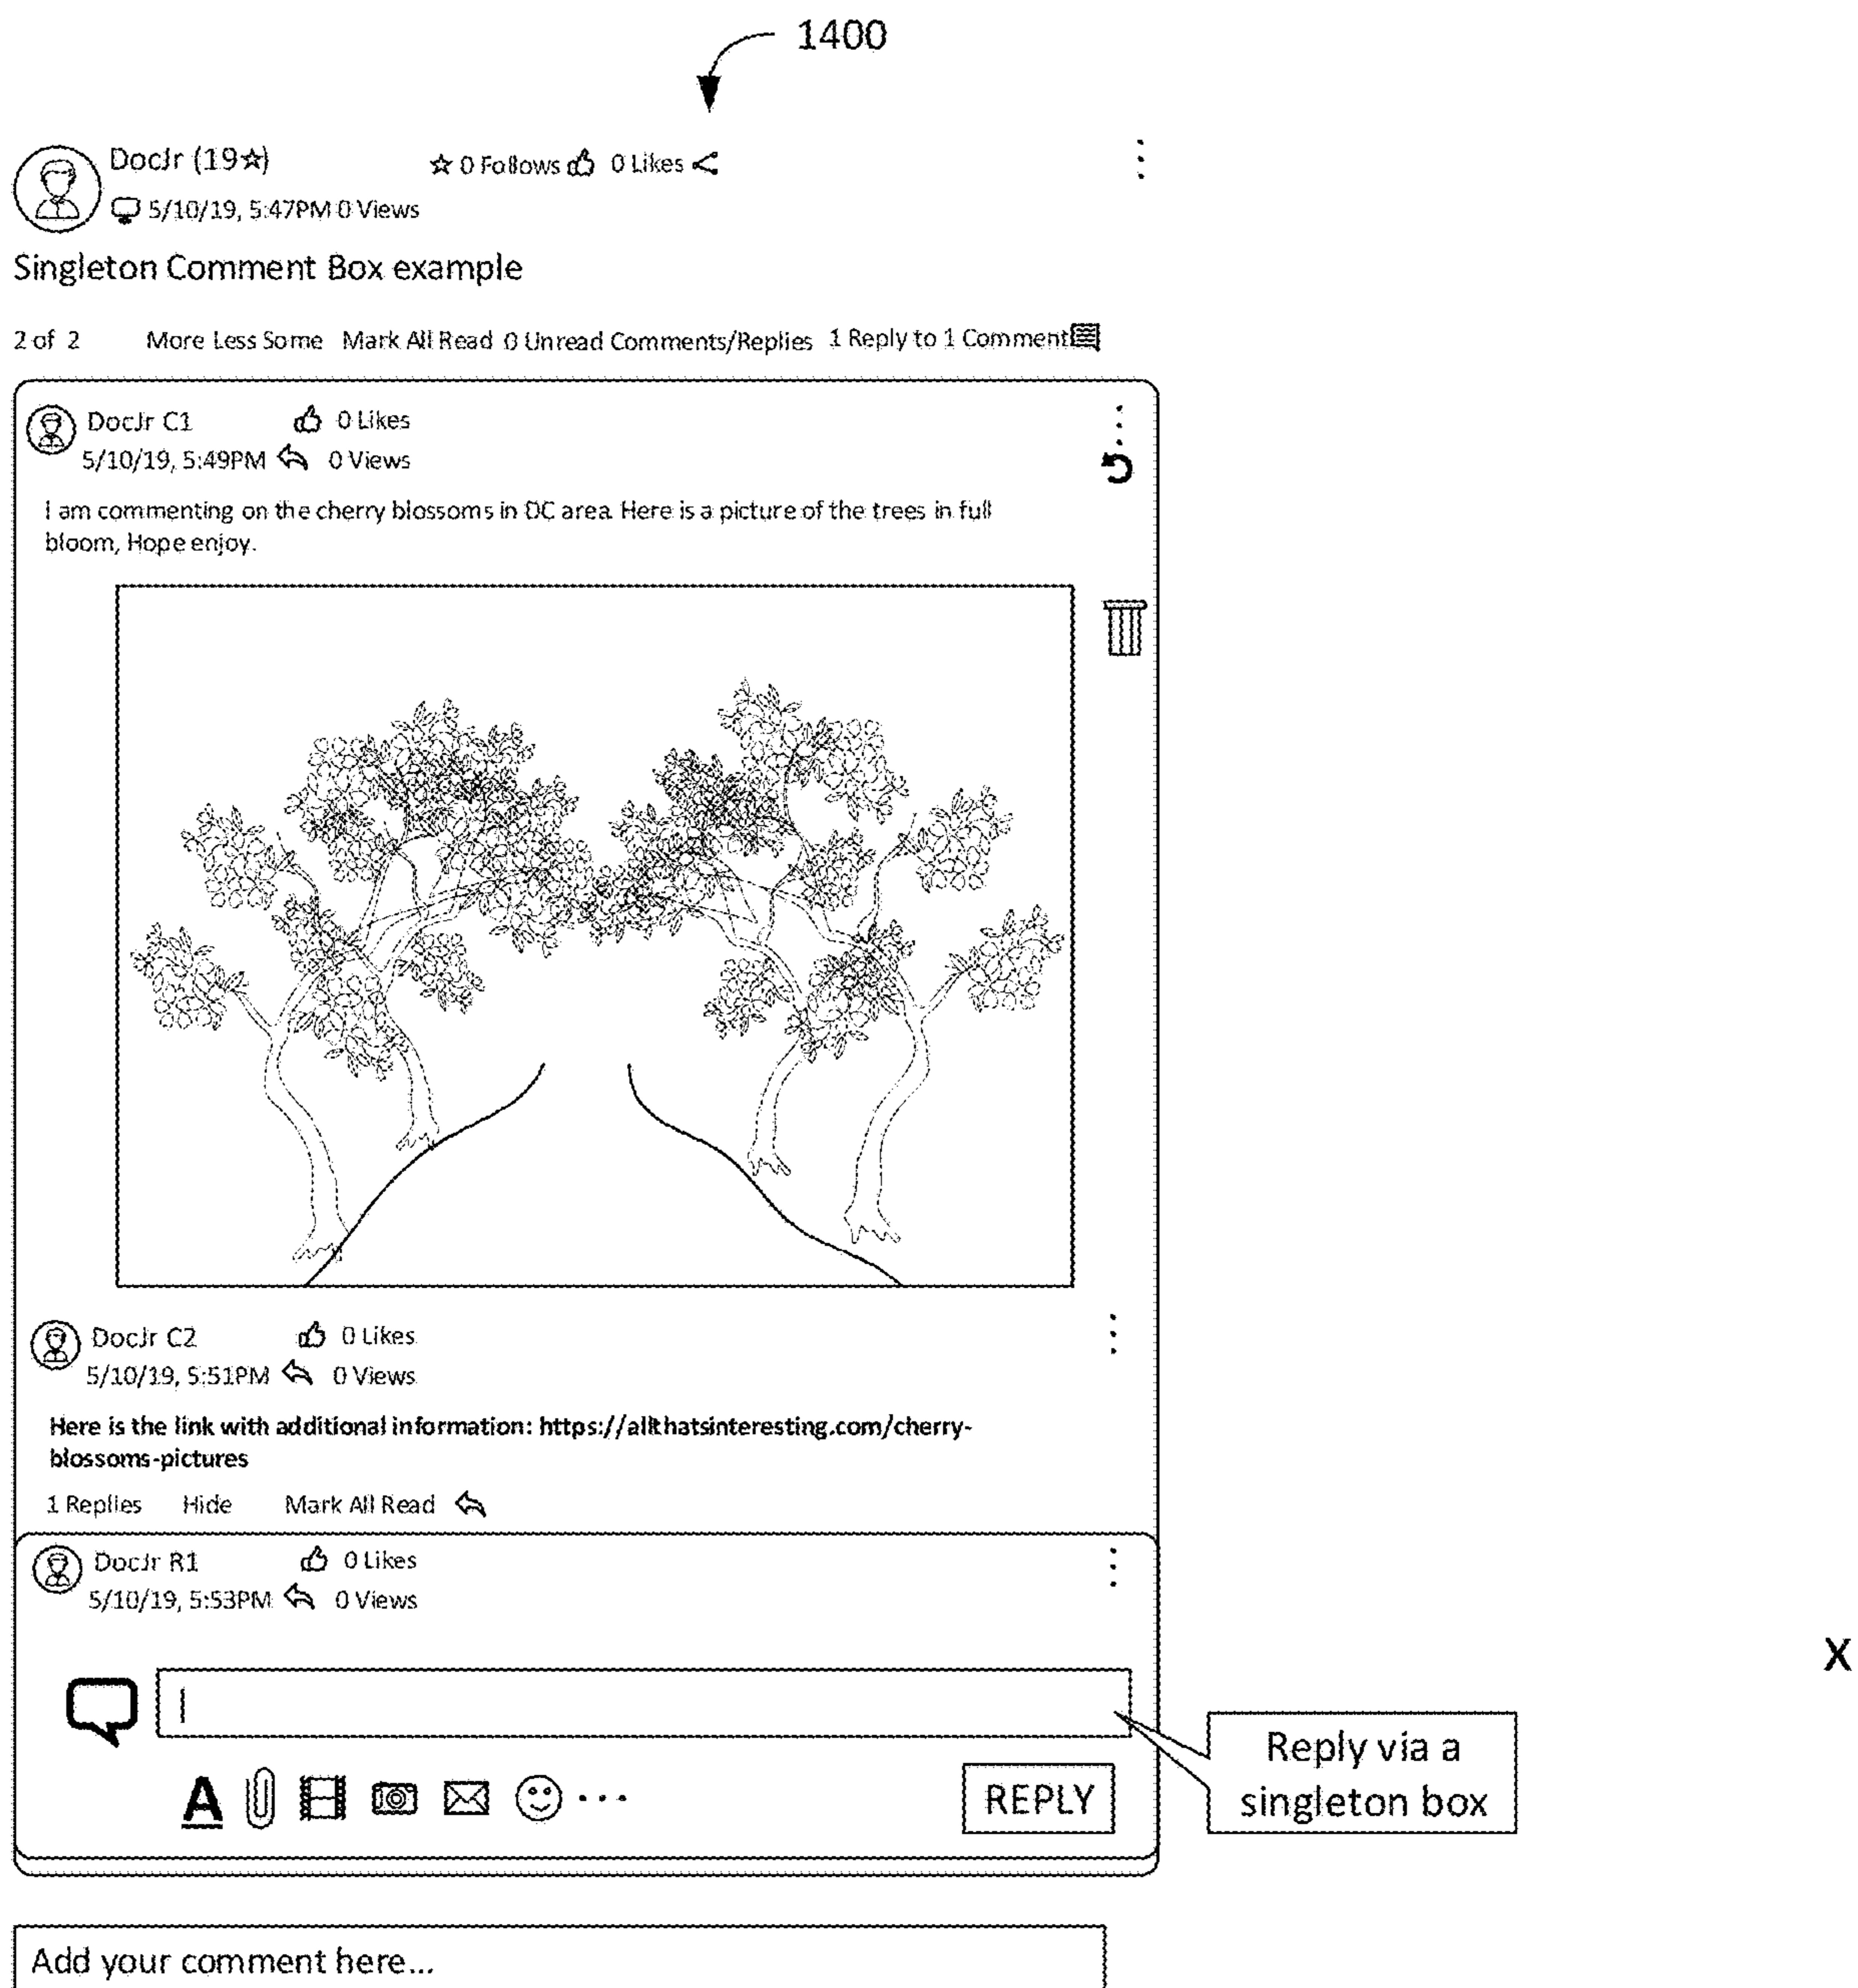 1400
DocJr (19☆) ☆ 0 Follows 0 Likes
5/10/19, 5:47PM 0 Views
Singleton Comment Box example
2 of 2 More Less Some Mark All Read 0 Unread Comments/Replies 1 Reply to 1 Comment
DocJr C1 0 Likes
5/10/19, 5:49PM 0 Views
I am commenting on the cherry blossoms in DC area. Here is a picture of the trees in full
bloom, Hope enjoy.
DocJr C2 0 Likes
5/10/19, 5:51PM 0 Views
Here is the link with additional information: https://allthatsinteresting.com/cherry-
blossoms-pictures
1 Replies Hide Mark All Read
DocJr R1 0 Likes
5/10/19, 5:53PM 0 Views
X
Reply via a
singleton box
A REPLY
Add your comment here...